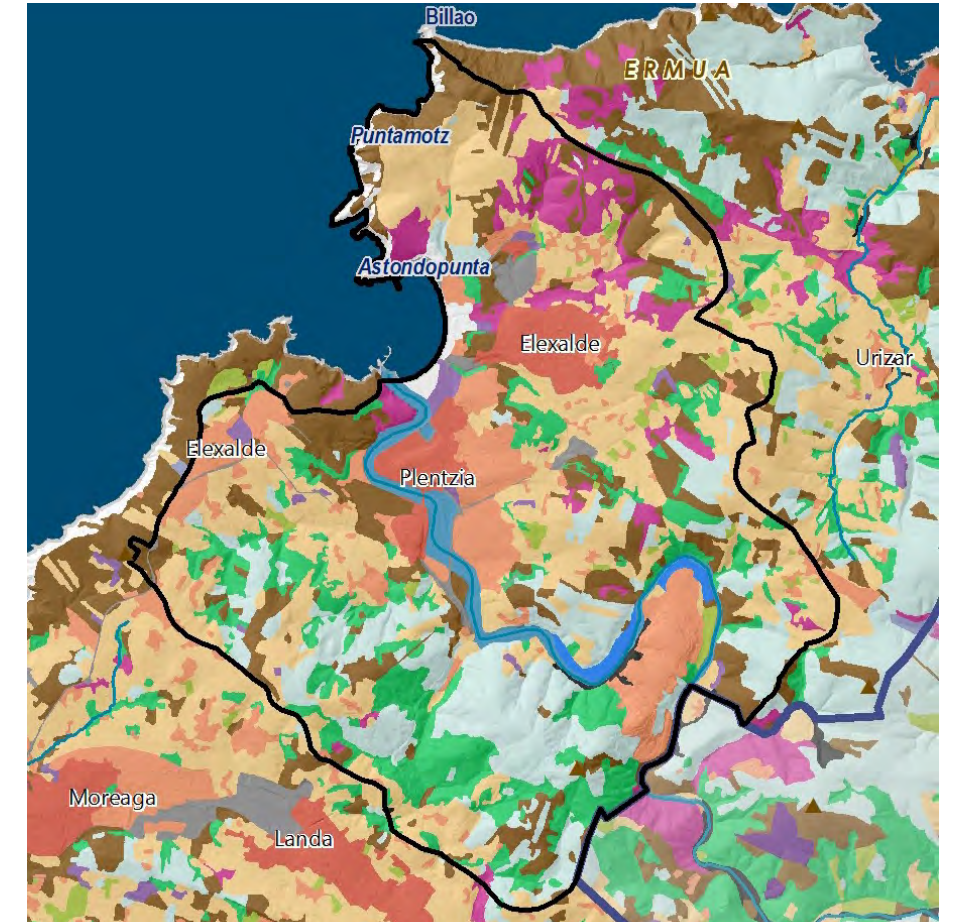 Billao
ERMUA
Puntamotz
Astondopunta
Elexalde
Urizar
Elexalde
Plentzia
Moreaga
Landa